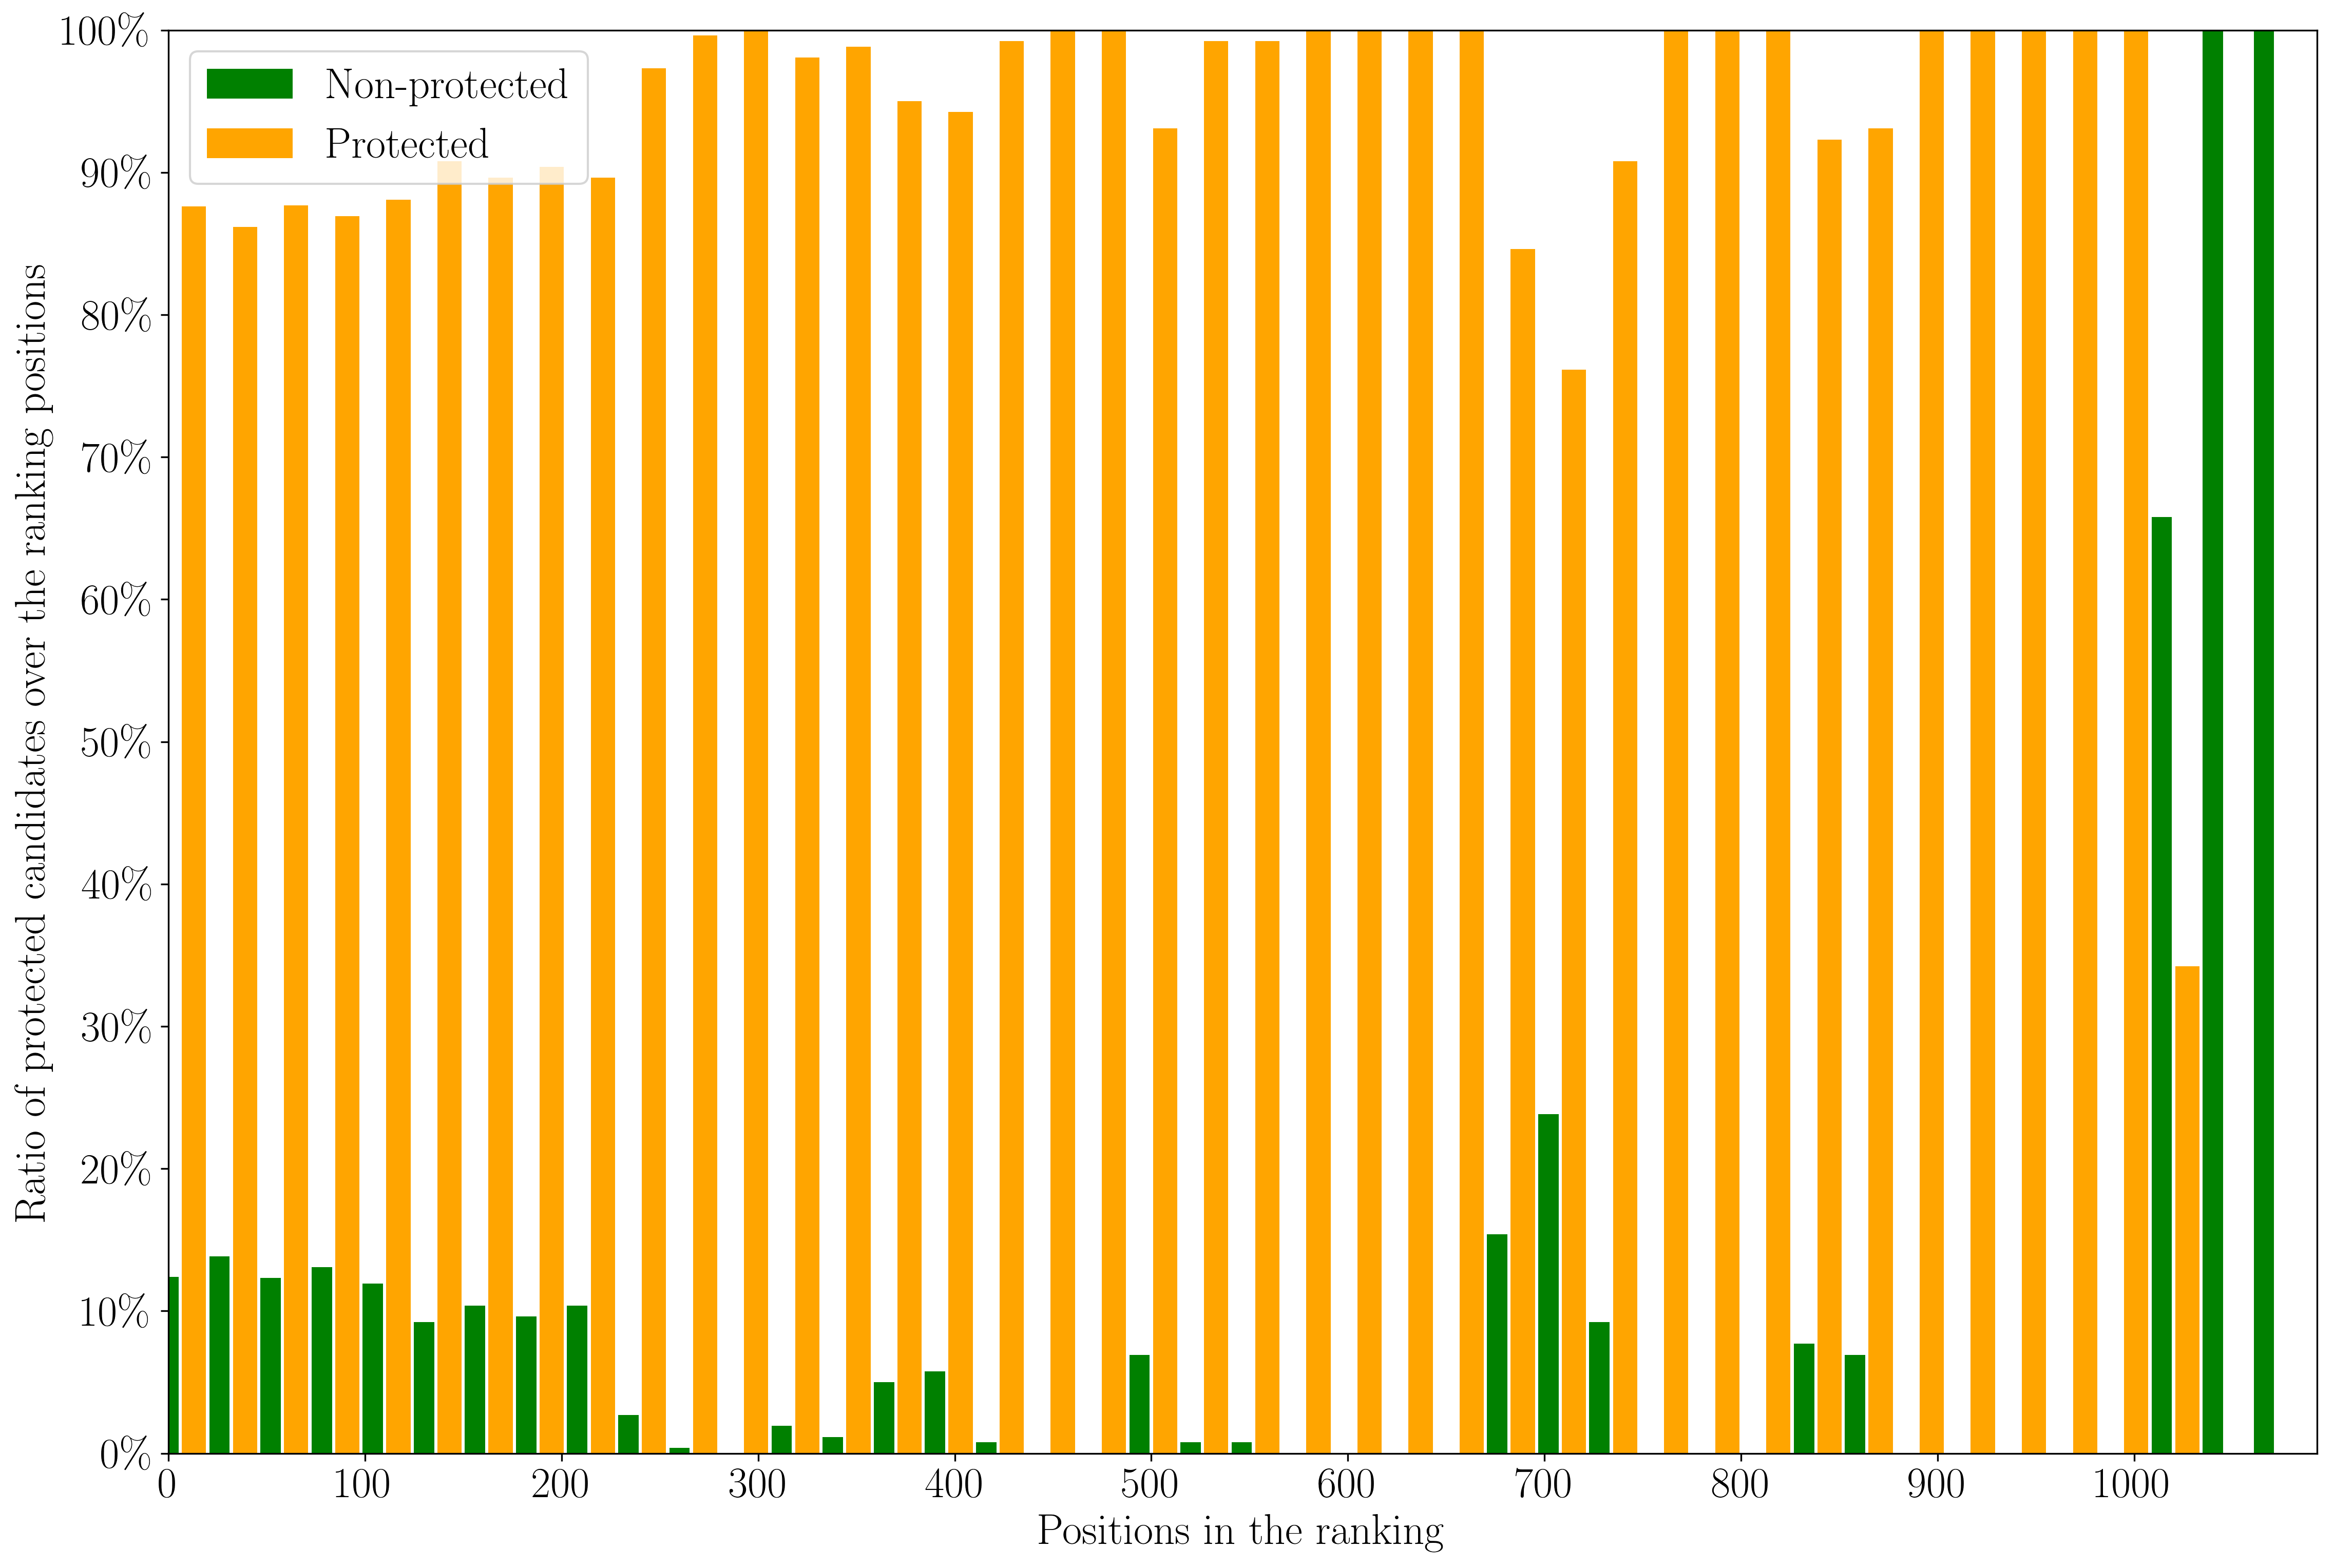 Ratio of protected candidates over the ranking positions
100%
90%
80%
70%
60%
50%
40%
30%
20%
10%
0%
Non-protected
Protected
0 100 200 300 400 500 600 700 800 900 1000
Positions in the ranking